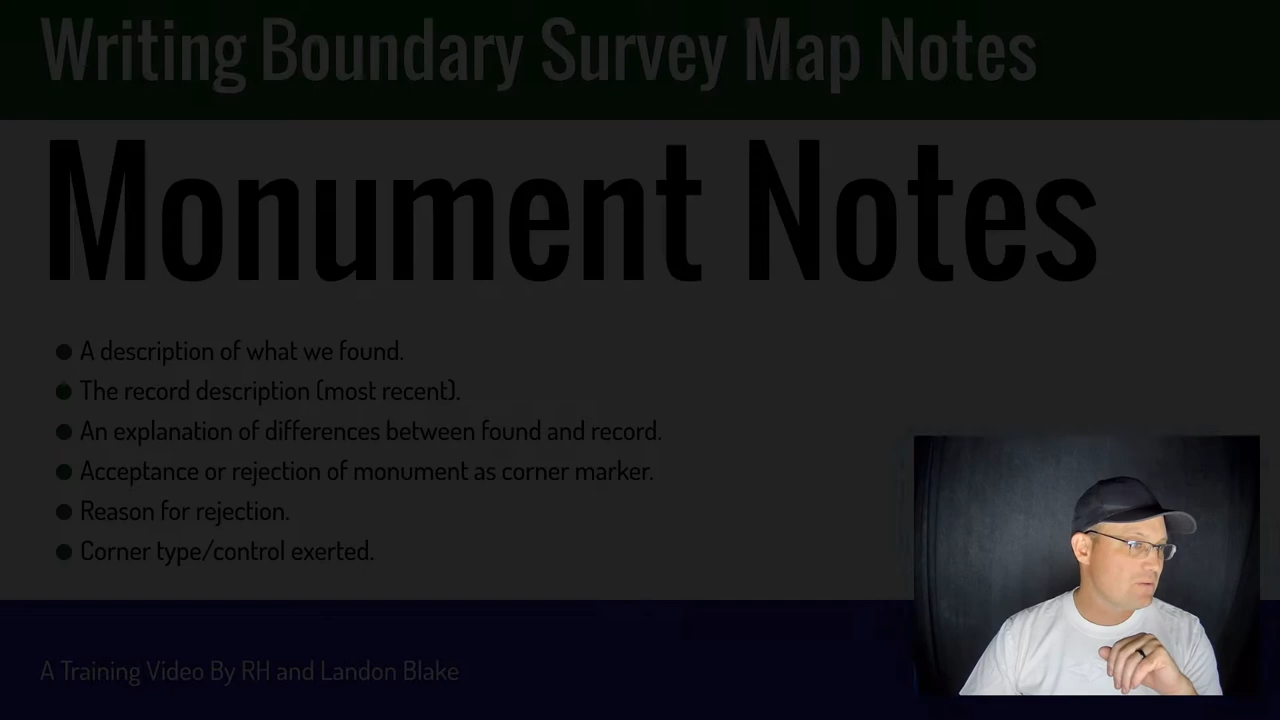 Writing Boundary Survey Map Notes
Monument Notes
A description of what we found.
The record description (most recent).
An explanation of differences between found and record.
Acceptance or rejection of monument as corner marker.
Reason for rejection.
Corner type/control exerted.
A Training Video By RH and Landon Blake